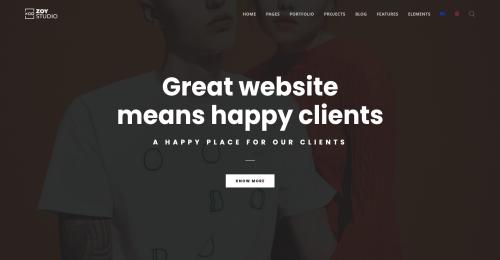 ZOY
STUDIO
HOME PAGES PORTFOLIO PROJECTS BLOG FEATURES ELEMENTS
Great website
means happy clients
A HAPPY PLACE FOR OUR CLIENTS
KNOW MORE